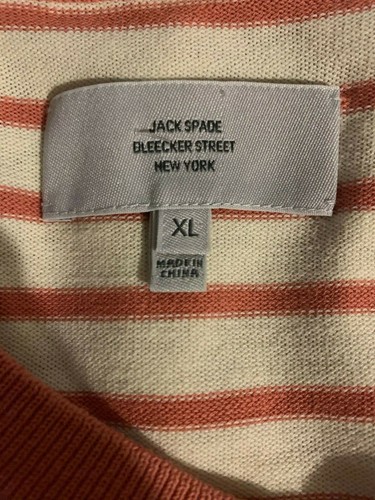 JACK SPADE
BLEECKER STREET
NEW YORK
XL
MADE IN
CHINA